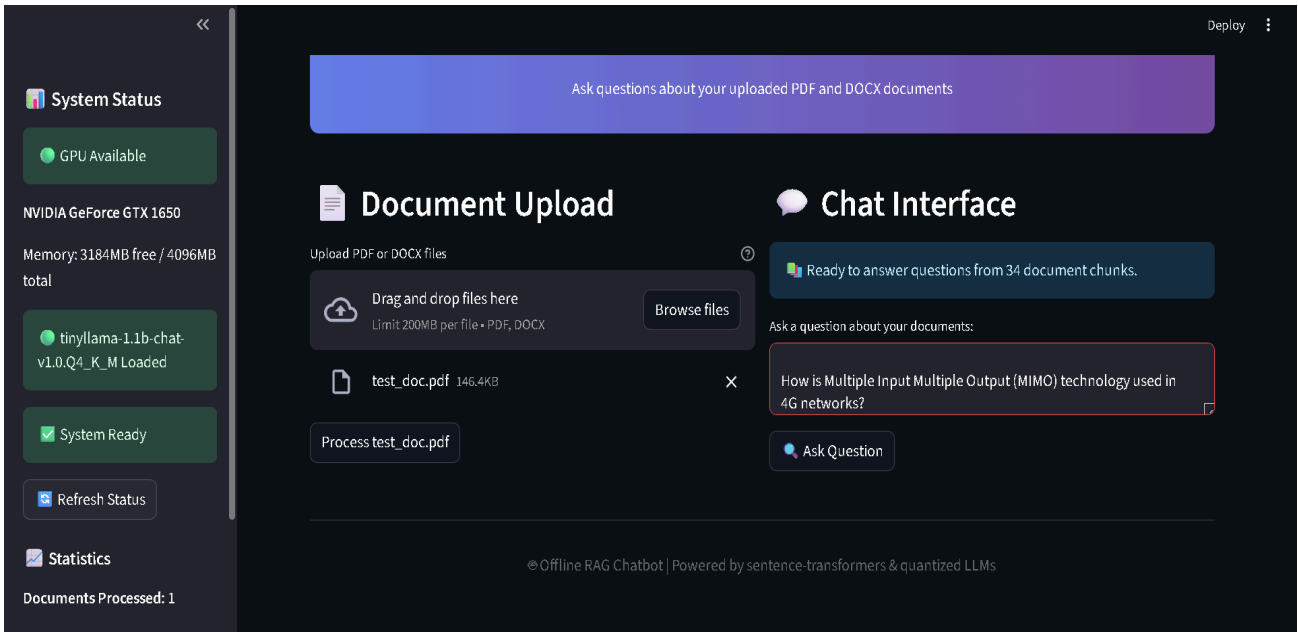 Deploy
System Status
GPU Available
NVIDIA GeForce GTX 1650
Memory: 3184MB free / 4096MB
total
tinyllama-1.1b-chat-
v1.0.Q4_K_M Loaded
System Ready
Refresh Status
Statistics
Documents Processed: 1
Ask questions about your uploaded PDF and DOCX documents
Document Upload
Upload PDF or DOCX files
Drag and drop files here
Limit 200MB per file • PDF, DOCX
Browse files
test_doc.pdf 146.4KB
Process test_doc.pdf
Chat Interface
Ready to answer questions from 34 document chunks.
Ask a question about your documents:
How is Multiple Input Multiple Output (MIMO) technology used in
4G networks?
Ask Question
Offline RAG Chatbot | Powered by sentence-transformers & quantized LLMs